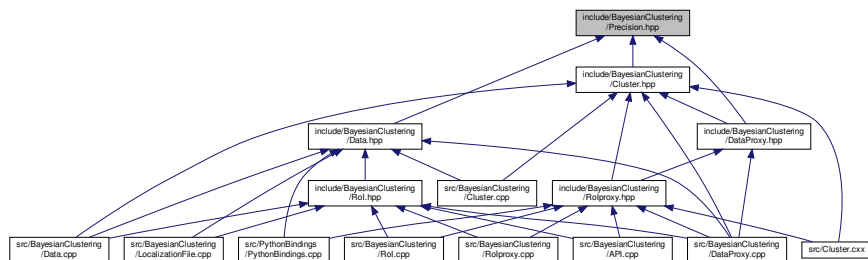 include/BayesianClustering
/Precision.hpp
include/BayesianClustering
/Cluster.hpp
include/BayesianClustering
/Data.hpp
include/BayesianClustering
/DataProxy.hpp
include/BayesianClustering
/RoI.hpp
src/BayesianClustering
/Cluster.cpp
include/BayesianClustering
/RoIproxy.hpp
src/BayesianClustering
/Data.cpp
src/BayesianClustering
/LocalizationFile.cpp
src/PythonBindings
/PythonBindings.cpp
src/BayesianClustering
/RoI.cpp
src/BayesianClustering
/RoIproxy.cpp
src/BayesianClustering
/API.cpp
src/BayesianClustering
/DataProxy.cpp
src/Cluster.cxx